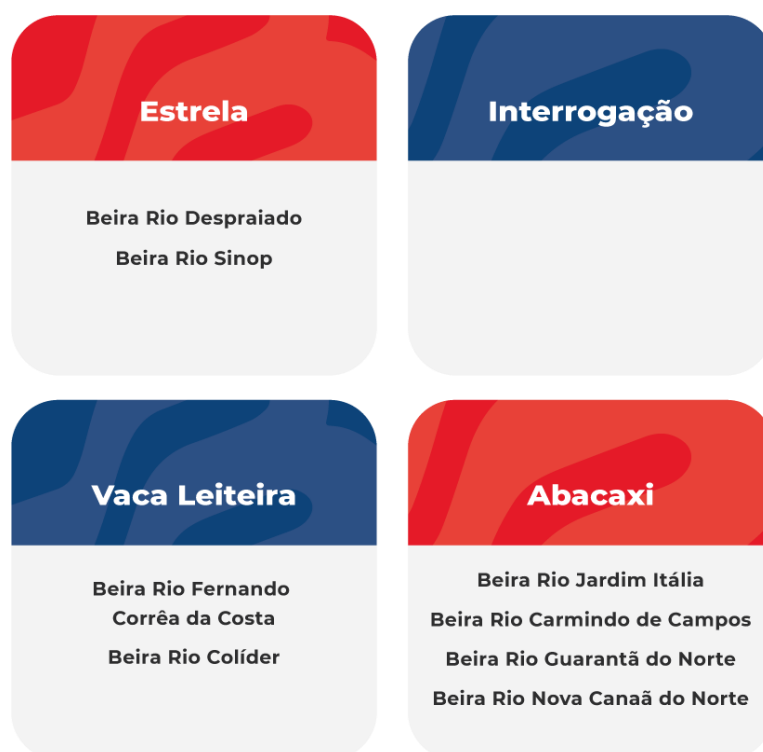 Estrela
Beira Rio Despraiado
Beira Rio Sinop
Interrogação
Vaca Leiteira
Beira Rio Fernando
Corrêa da Costa
Beira Rio Colíder
Abacaxi
Beira Rio Jardim Itália
Beira Rio Carmindo de Campos
Beira Rio Guarantã do Norte
Beira Rio Nova Canaã do Norte